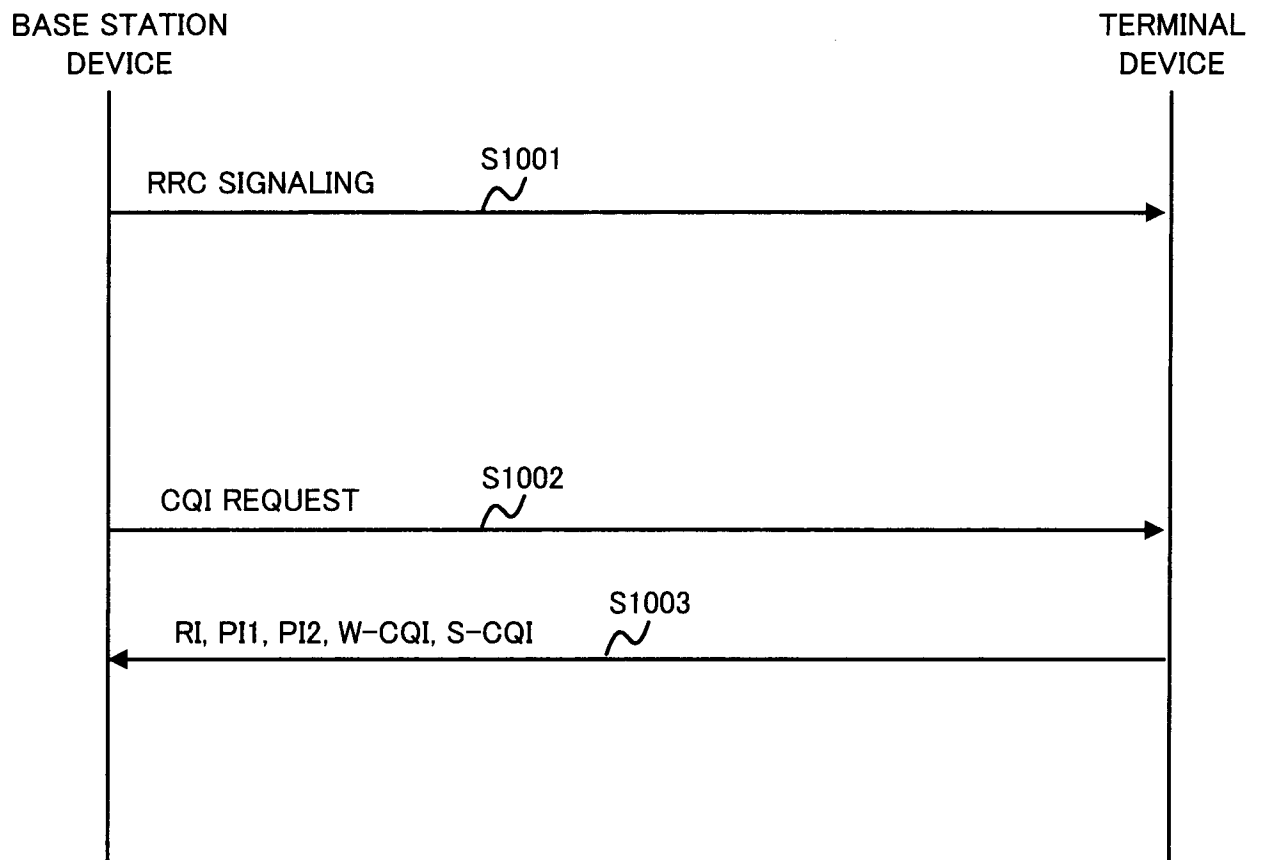 BASE STATION
DEVICE
TERMINAL
DEVICE
S1001
RRC SIGNALING
S1002
CQI REQUEST
S1003
RI, PI1, PI2, W-CQI, S-CQI